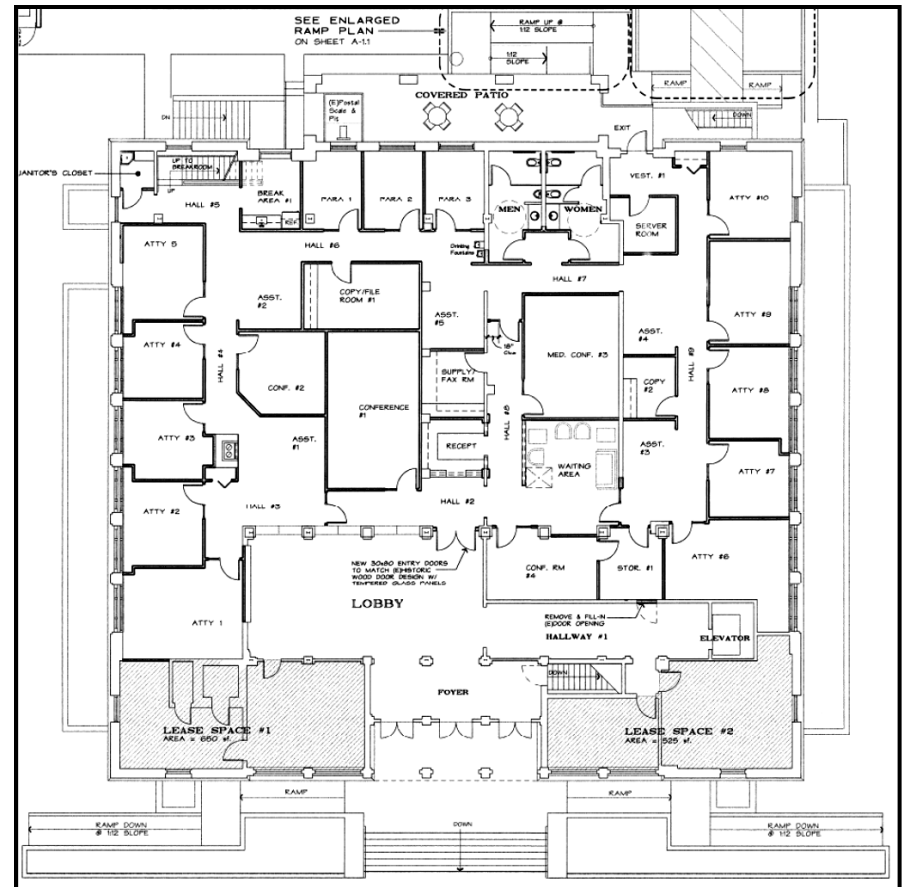 SEE ENLARGED
RAMP PLAN
ON SHEET A-1.1
RAMP UP @
1:12 SLOPE
1:12
SLOPE
RAMP
RAMP
COVERED PATIO
(E)Postal
Scale &
Pit
DN
DOWN
EXIT
JANITOR'S CLOSET
UP TO
BREAKROOM
UP
HALL #5
BREAK
AREA #1
REF
PARA 1
PARA 2
PARA 3
MEN
WOMEN
VEST. #1
SERVER
ROOM
ATTY #10
ATTY 5
HALL #6
Drinking
Fountains
HALL #7
ASST.
#2
COPY/FILE
ROOM #1
ASST.
#5
18"
Clear
MED. CONF. #3
ASST.
#4
HALL #9
ATTY #9
ATTY #4
HALL #4
CONF. #2
CONFERENCE
#1
SUPPLY/
FAX RM
COPY
#2
ATTY #8
ATTY #3
ASST.
#1
RECEPT
HALL #8
WAITING
AREA
ASST.
#3
ATTY #7
ATTY #2
HALL #3
HALL #2
NEW 30x80 ENTRY DOORS
TO MATCH (E)HISTORIC
WOOD DOOR DESIGN W/
TEMPERED GLASS PANELS
CONF. RM
#4
STOR. #1
ATTY #6
LOBBY
ATTY 1
REMOVE & FILL-IN
(E)DOOR OPENING
HALLWAY #1
ELEVATOR
FOYER
DOWN
LEASE SPACE #1
AREA = 650 sf.
LEASE SPACE #2
AREA = 525 sf.
RAMP
RAMP
RAMP DOWN
@ 1:12 SLOPE
DOWN
RAMP DOWN
@ 1:12 SLOPE